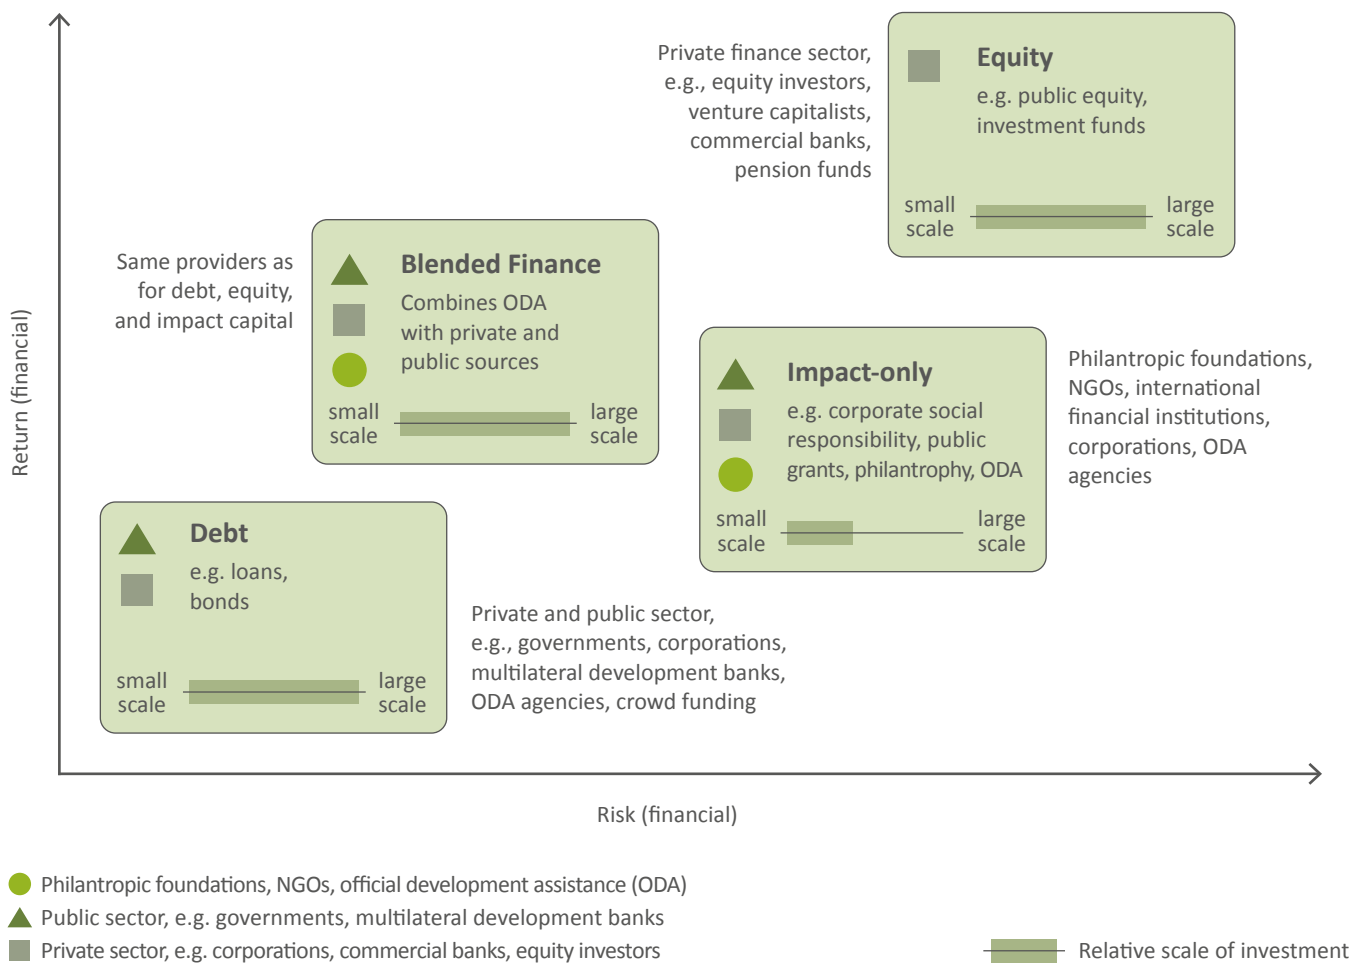 Private finance sector,
e.g., equity investors,
venture capitalists,
commercial banks,
pension funds
Equity
e.g. public equity,
investment funds
small
scale
large
scale
Same providers as
for debt, equity,
and impact capital
Blended Finance
Combines ODA
with private and
public sources
small
scale
large
scale
Impact-only
e.g. corporate social
responsibility, public
grants, philantrophy, ODA
small
scale
large
scale
Philantropic foundations,
NGOs, international
financial institutions,
corporations, ODA
agencies
Debt
e.g. loans,
bonds
small
scale
large
scale
Private and public sector,
e.g., governments, corporations,
multilateral development banks,
ODA agencies, crowd funding
Return (financial)
Risk (financial)
Philantropic foundations, NGOs, official development assistance (ODA)
Public sector, e.g. governments, multilateral development banks
Private sector, e.g. corporations, commercial banks, equity investors
Relative scale of investment